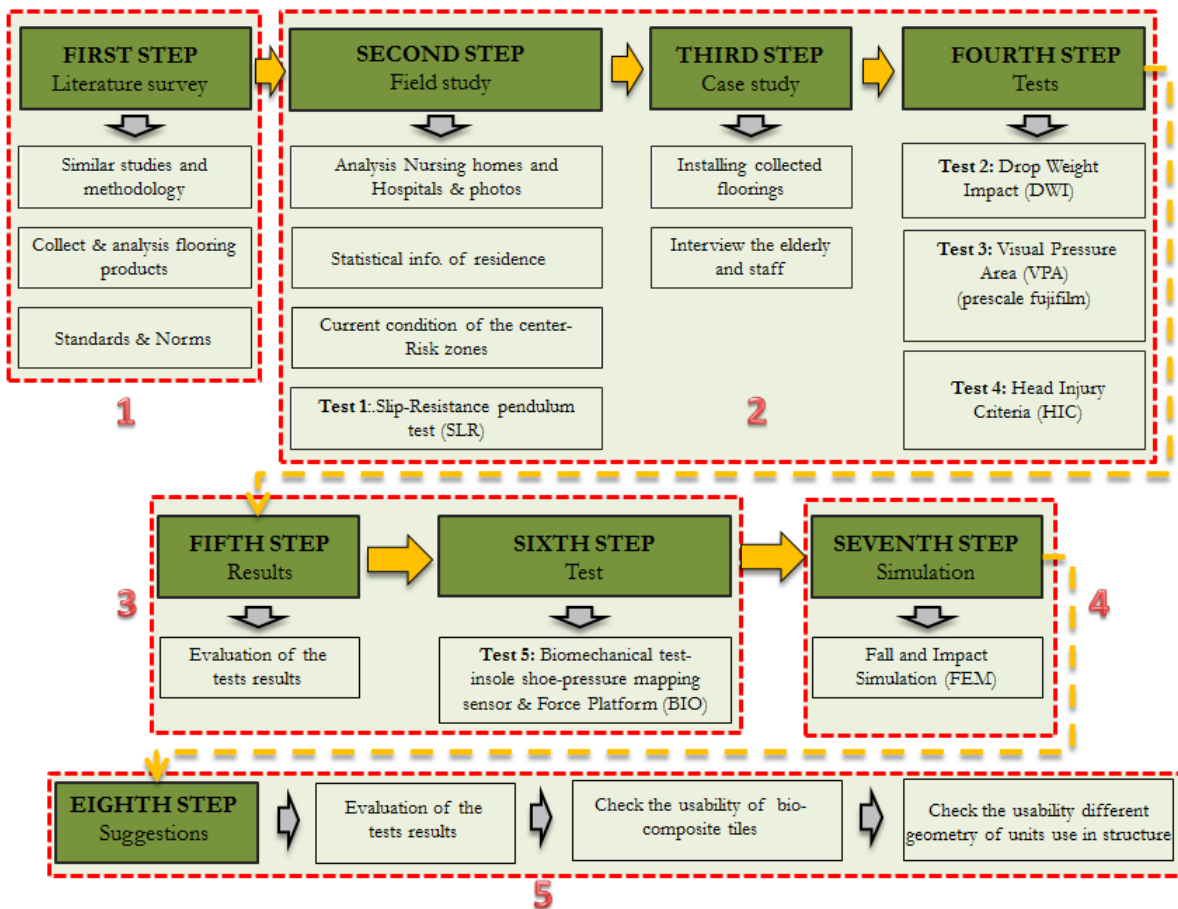 FIRST STEP
Literature survey
Similar studies and
methodology
Collect & analysis flooring
products
Standards & Norms
1
SECOND STEP
Field study
Analysis Nursing homes and
Hospitals & photos
Statistical info. of residence
Current condition of the center-
Risk zones
Test 1:.Slip-Resistance pendulum
test (SLR)
THIRD STEP
Case study
Installing collected
floorings
Interview the elderly
and staff
2
FOURTH STEP
Tests
Test 2: Drop Weight
Impact (DWI)
Test 3: Visual Pressure
Area (VPA)
(prescale fujifilm)
Test 4: Head Injury
Criteria (HIC)
3
FIFTH STEP
Results
Evaluation of the
tests results
SIXTH STEP
Test
Test 5: Biomechanical test-
insole shoe-pressure mapping
sensor & Force Platform (BIO)
SEVENTH STEP
Simulation
Fall and Impact
Simulation (FEM)
4
EIGHTH STEP
Suggestions
Evaluation of the
tests results
Check the usability of bio-
composite tiles
Check the usability different
geometry of units use in structure
5